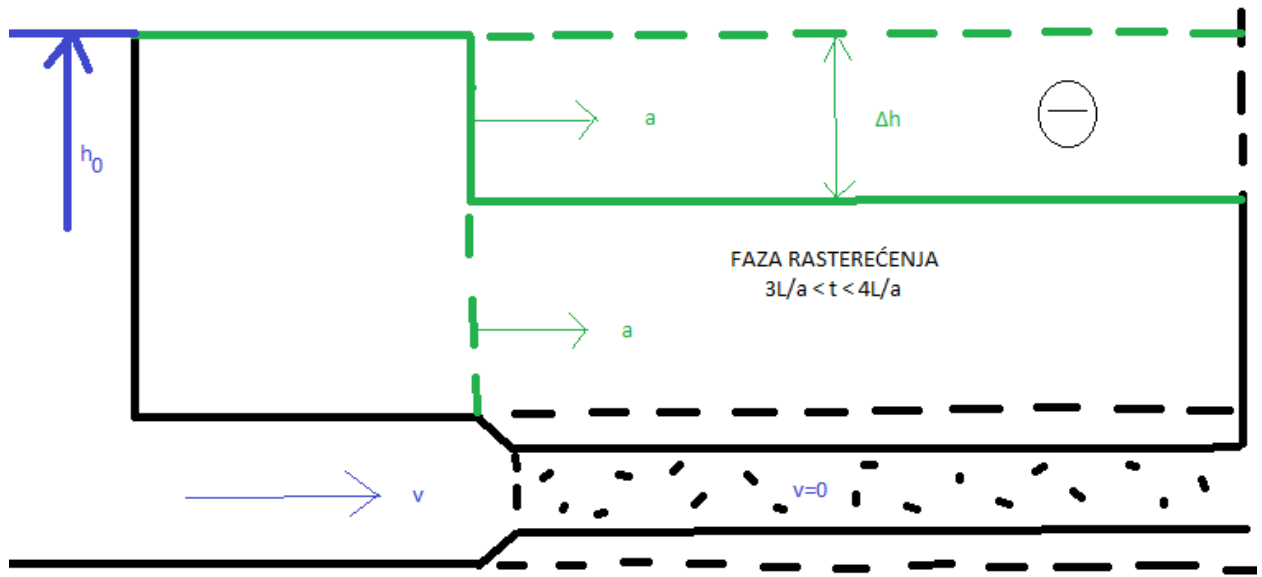 h₀
a
Δh
FAZA RASTEREĆENJA
3L/a < t < 4L/a
a
v
v=0